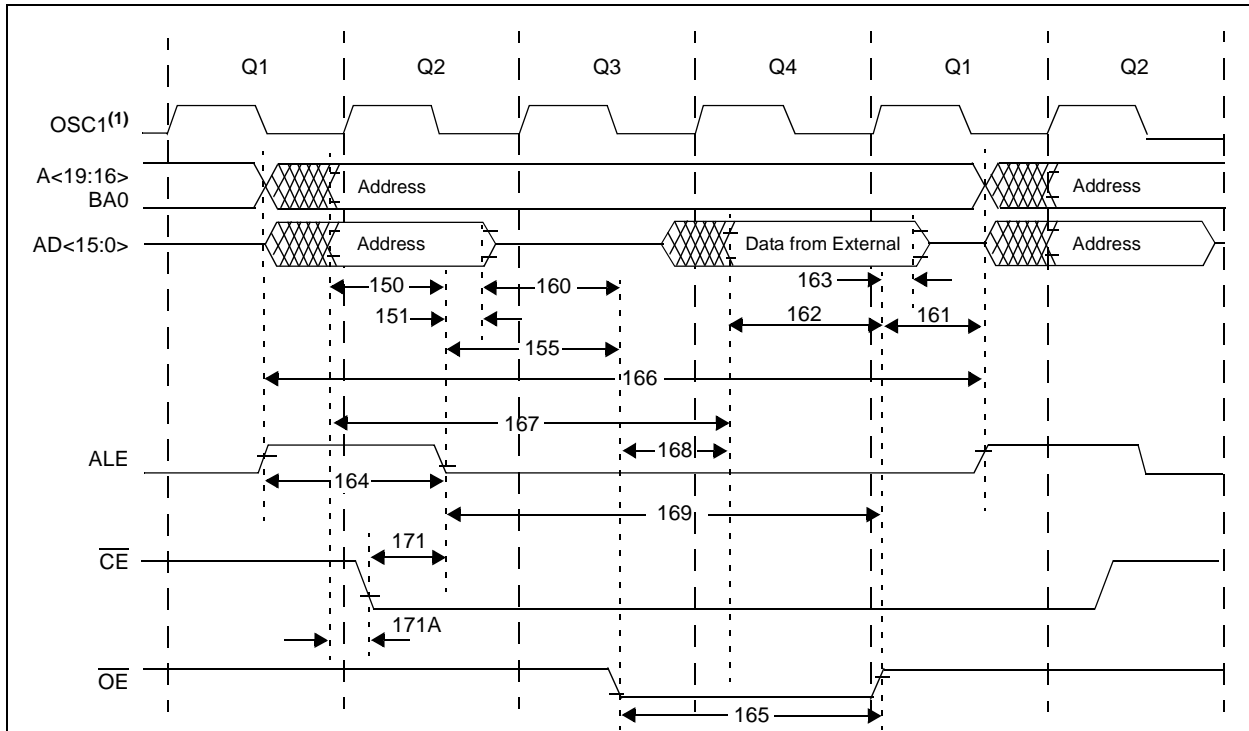 Q1 Q2 Q3 Q4 Q1 Q2
OSC1(1)
A<19:16>
BA0
Address
Address
AD<15:0>
Address
Data from External
Address
150
160
163
151
162
161
155
166
167
168
ALE
164
169
171
CE
171A
OE
165